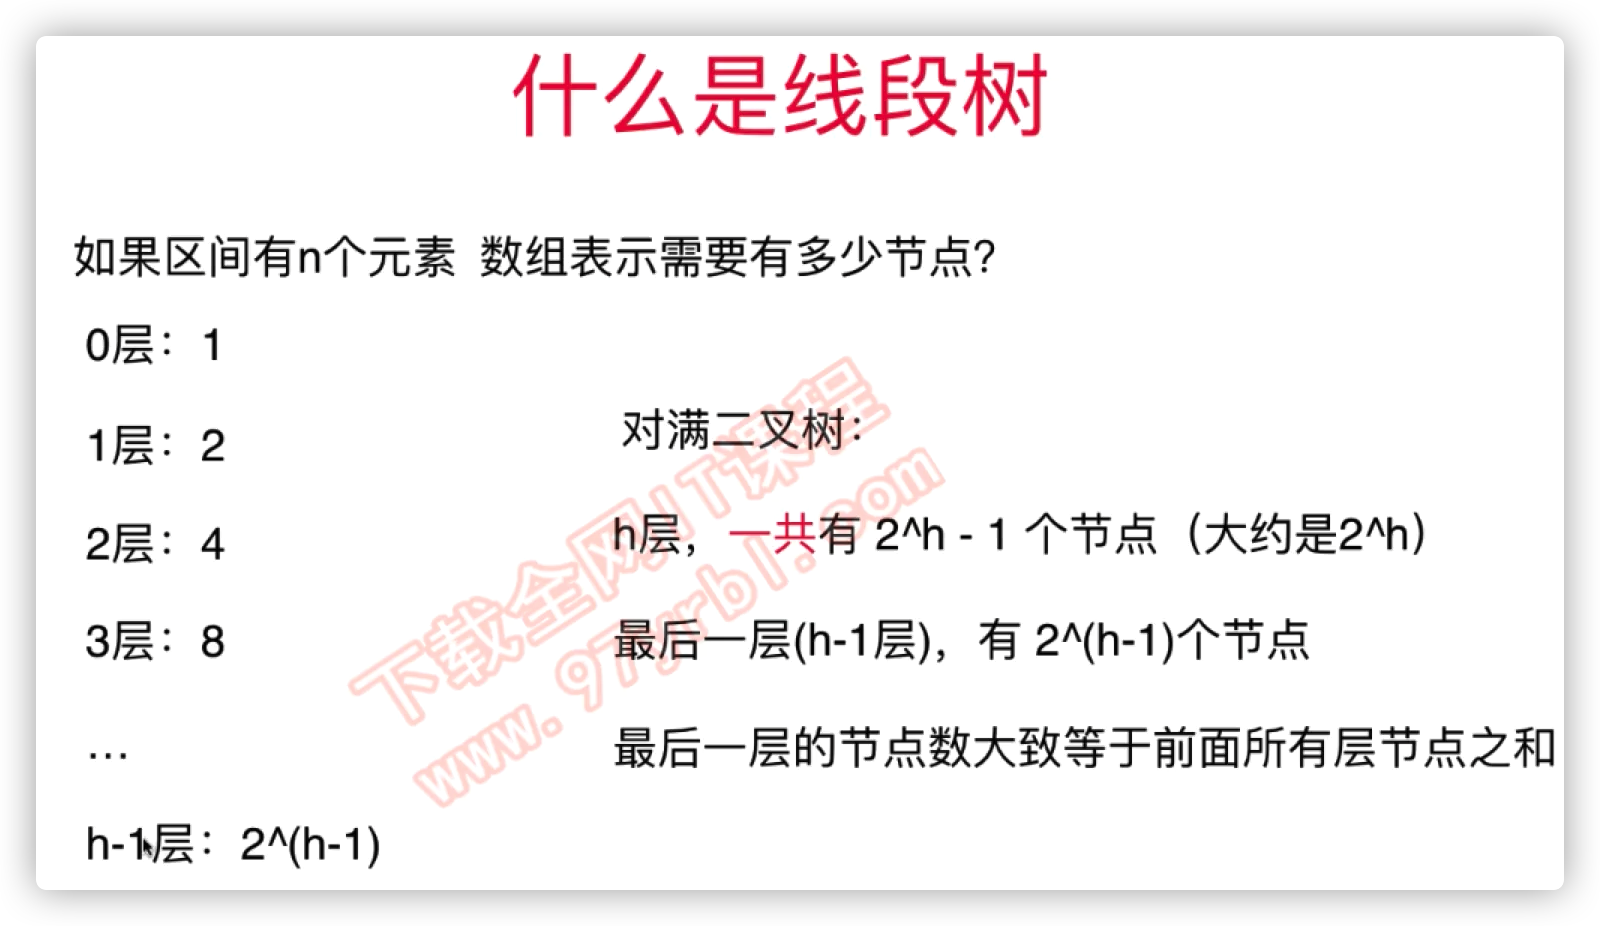 什么是线段树
如果区间有n个元素 数组表示需要有多少节点？
0层：1
1层：2
2层：4
3层：8
…
h-1层：2^(h-1)
对满二叉树：
h层，一共有 2^h - 1 个节点（大约是2^h）
最后一层(h-1层)，有 2^(h-1)个节点
最后一层的节点数大致等于前面所有层节点之和
下载全网IT课程
www.97yrbl.com